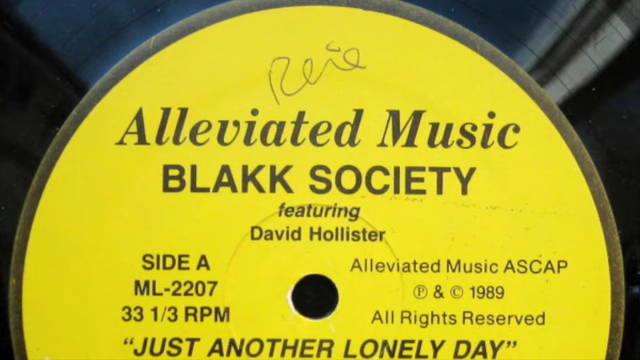 Alleviated Music
BLAKK SOCIETY
featuring
David Hollister
SIDE A
ML-2207
33 1/3 RPM
Alleviated Music ASCAP
℗ & © 1989
All Rights Reserved
"JUST ANOTHER LONELY DAY"